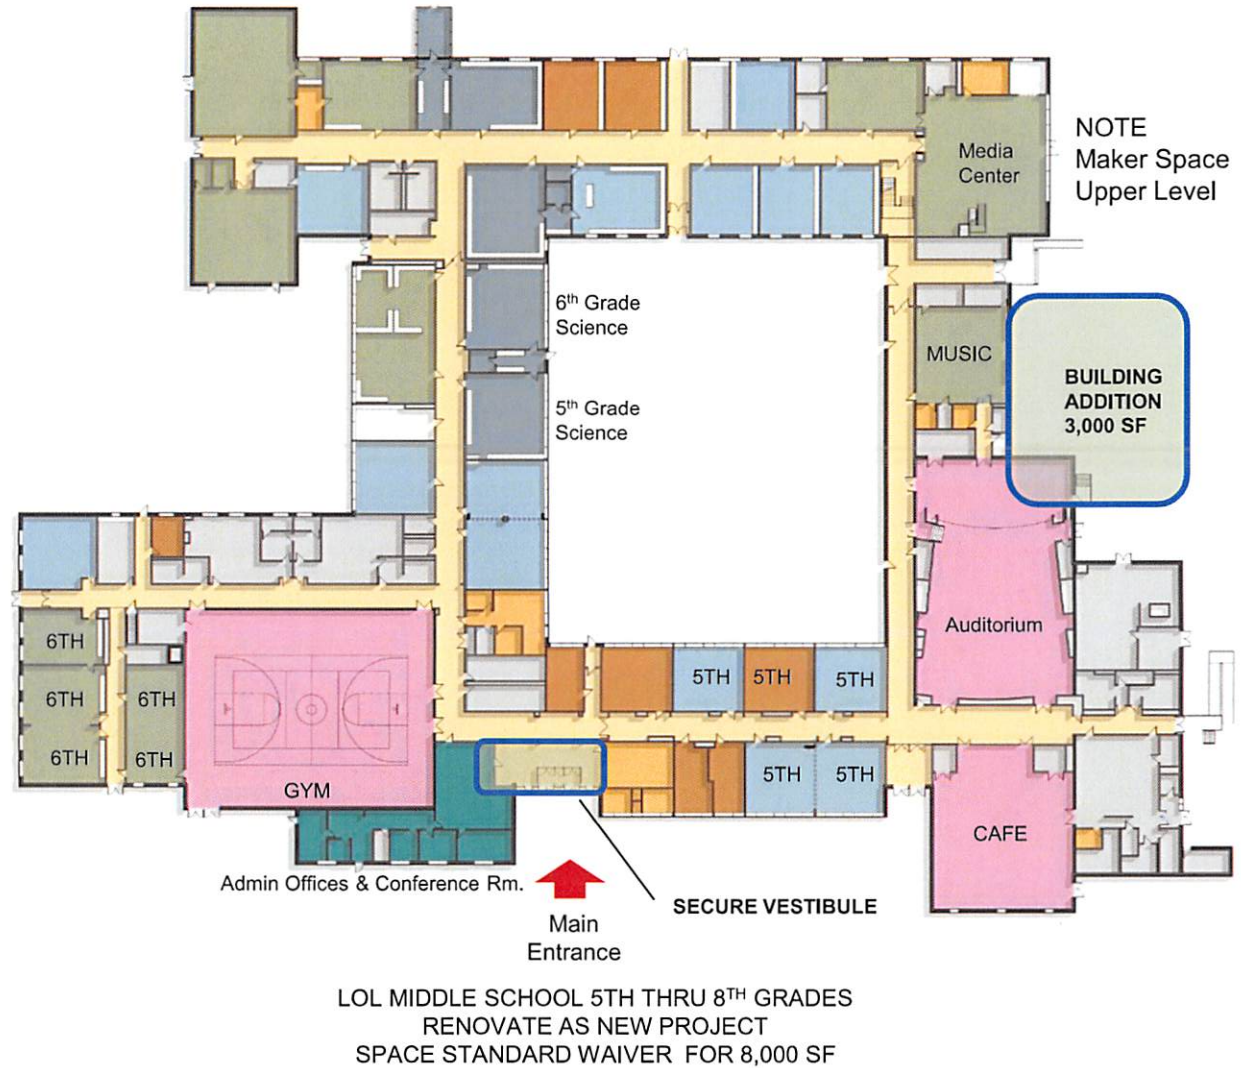 NOTE
Maker Space
Upper Level
Media
Center
6th Grade
Science
MUSIC
BUILDING
ADDITION
3,000 SF
5th Grade
Science
6TH
6TH
6TH
6TH
6TH
GYM
5TH
5TH
5TH
Auditorium
5TH
5TH
CAFE
Admin Offices & Conference Rm.
SECURE VESTIBULE
Main
Entrance
LOL MIDDLE SCHOOL 5TH THRU 8TH GRADES
RENOVATE AS NEW PROJECT
SPACE STANDARD WAIVER FOR 8,000 SF